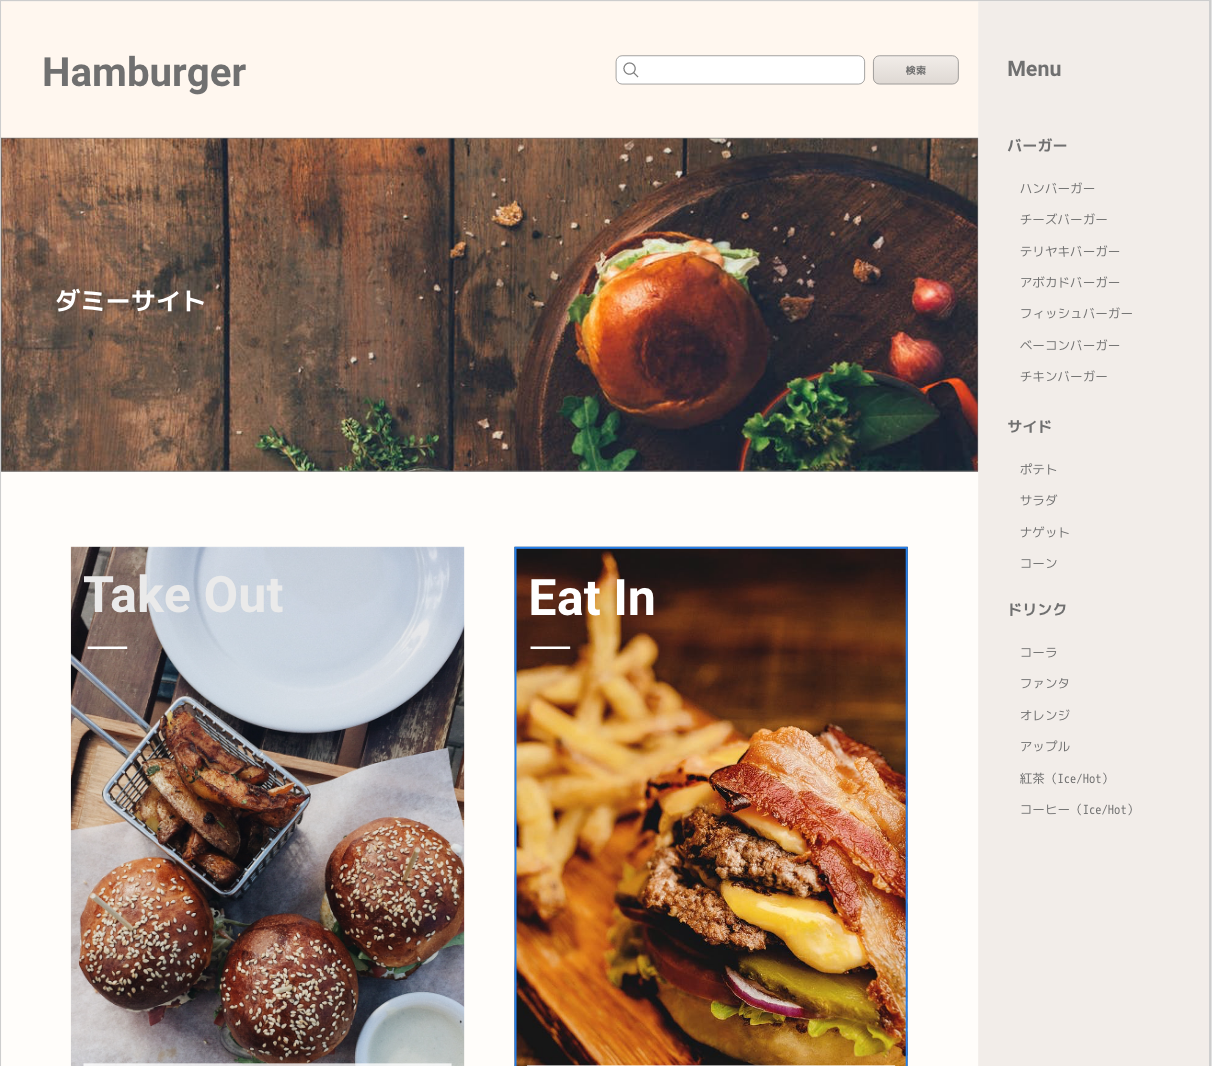 Hamburger
検索
ダミーサイト
Take Out
Eat In
Menu
バーガー
ハンバーガー
チーズバーガー
テリヤキバーガー
アボカドバーガー
フィッシュバーガー
ベーコンバーガー
チキンバーガー
サイド
ポテト
サラダ
ナゲット
コーン
ドリンク
コーラ
ファンタ
オレンジ
アップル
紅茶（Ice/Hot）
コーヒー（Ice/Hot）